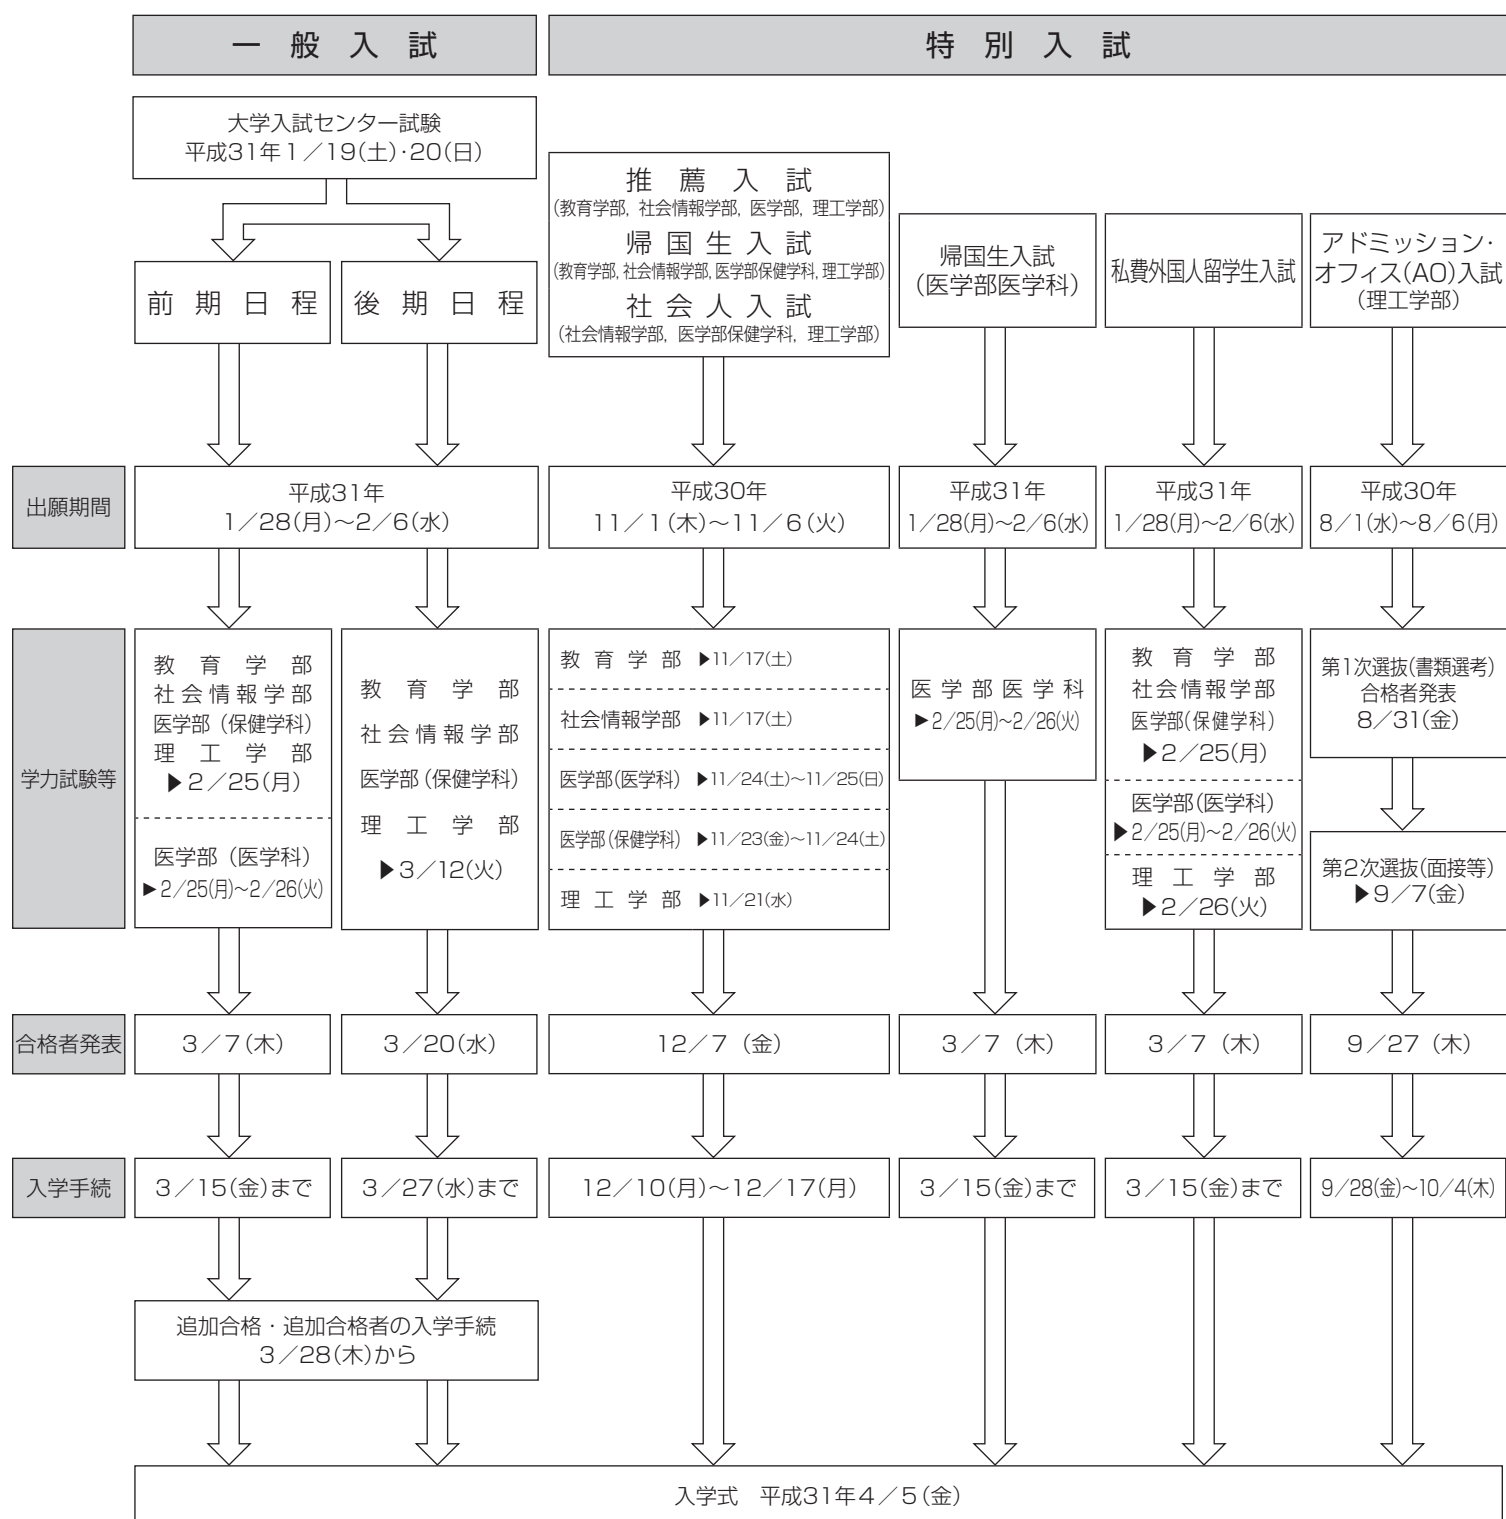 一般入試
特別入試
大学入試センター試験
平成31年1／19(土)・20(日)
前期日程
後期日程
推薦入試
(教育学部, 社会情報学部, 医学部, 理工学部)
帰国生入試
(教育学部, 社会情報学部, 医学部保健学科, 理工学部)
社会人入試
(社会情報学部, 医学部保健学科, 理工学部)
帰国生入試
(医学部医学科)
私費外国人留学生入試
アドミッション・
オフィス(AO)入試
(理工学部)
出願期間
平成31年
1／28(月)～2／6(水)
平成30年
11／1(木)～11／6(火)
平成31年
1／28(月)～2／6(水)
平成31年
1／28(月)～2／6(水)
平成30年
8／1(水)～8／6(月)
学力試験等
教育学部
社会情報学部
医学部(保健学科)
理工学部
▶2／25(月)
医学部(医学科)
▶2／25(月)～2／26(火)
教育学部
社会情報学部
医学部(保健学科)
理工学部
▶3／12(火)
教育学部 ▶11／17(土)
社会情報学部 ▶11／17(土)
医学部(医学科) ▶11／24(土)～11／25(日)
医学部(保健学科) ▶11／23(金)～11／24(土)
理工学部 ▶11／21(水)
医学部医学科
▶2／25(月)～2／26(火)
教育学部
社会情報学部
医学部(保健学科)
▶2／25(月)
医学部(医学科)
▶2／25(月)～2／26(火)
理工学部
▶2／26(火)
第1次選抜(書類選考)
合格者発表
8／31(金)
第2次選抜(面接等)
▶9／7(金)
合格者発表
3／7(木)
3／20(水)
12／7 (金)
3／7 (木)
3／7 (木)
9／27 (木)
入学手続
3／15(金)まで
3／27(水)まで
12／10(月)～12／17(月)
3／15(金)まで
3／15(金)まで
9／28(金)～10／4(木)
追加合格・追加合格者の入学手続
3／28(木)から
入学式 平成31年4／5(金)